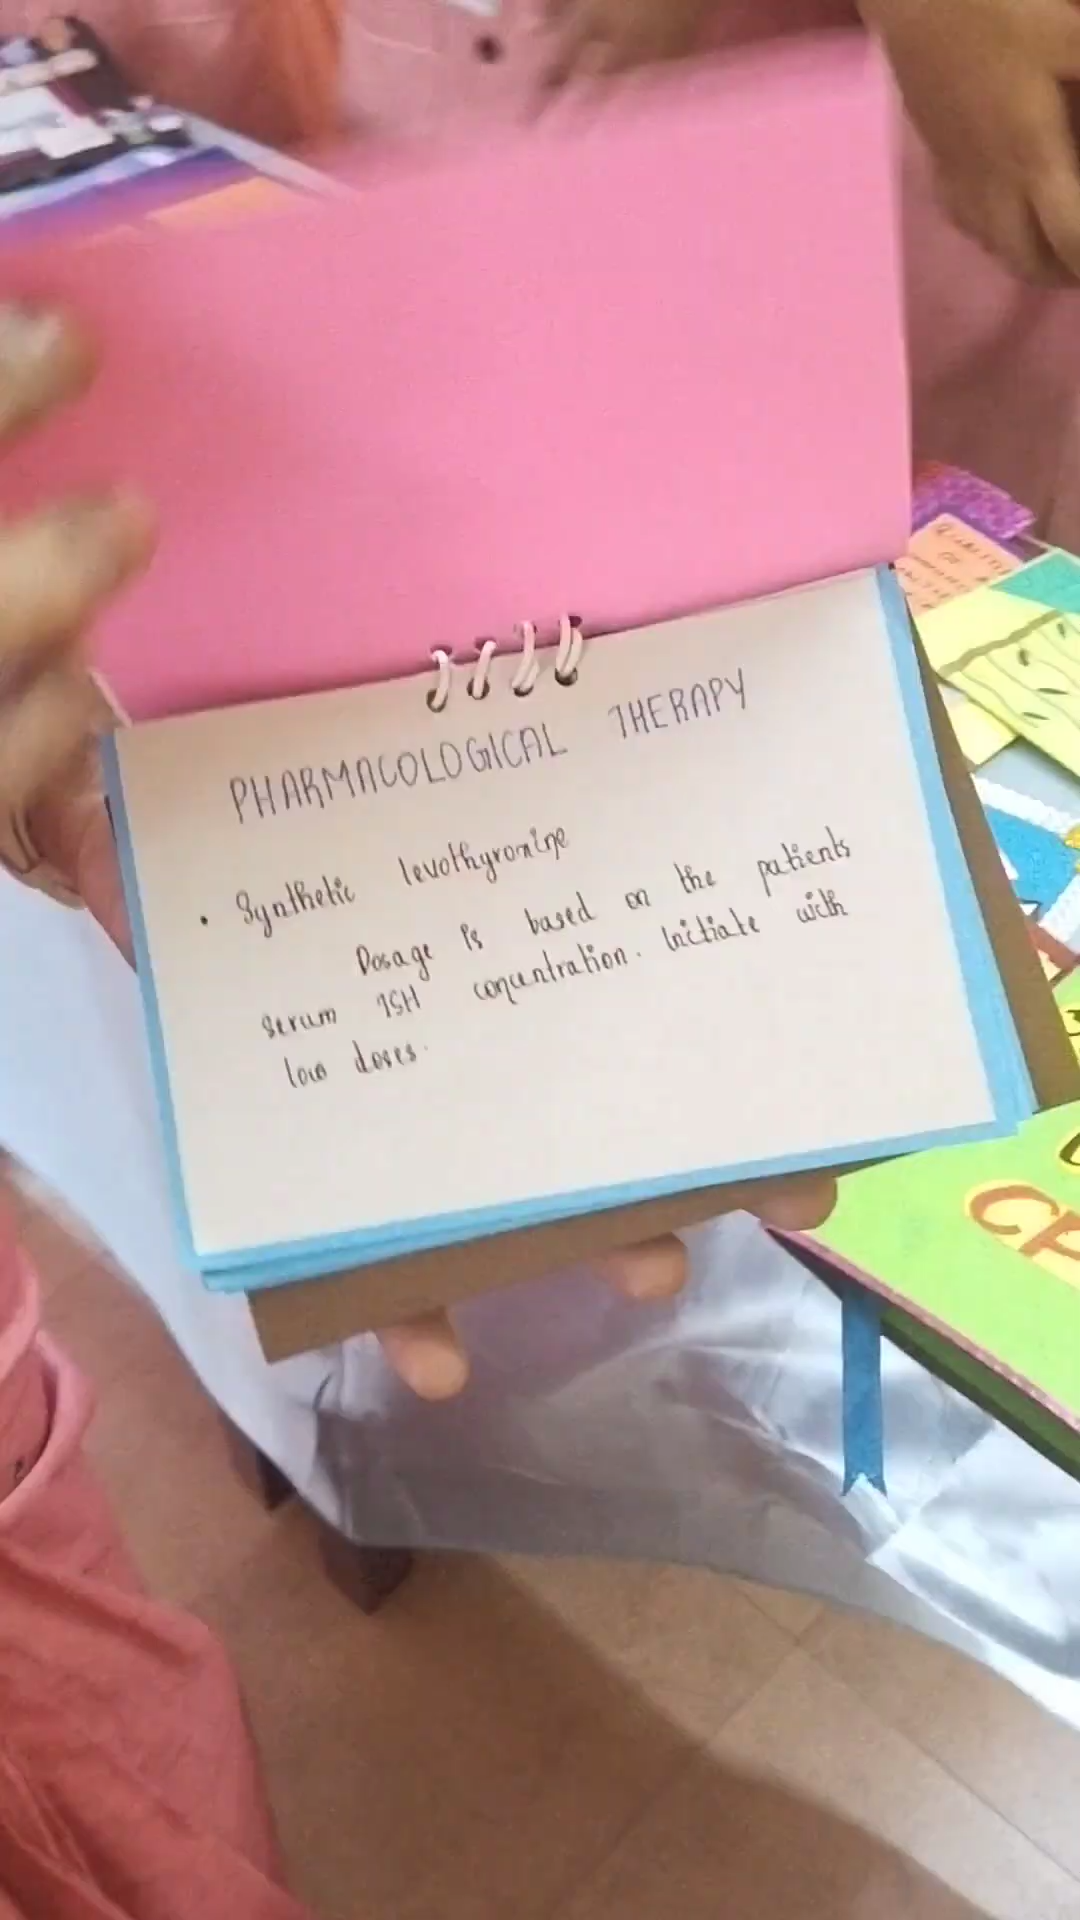 PHARMACOLOGICAL THERAPY
• Synthetic levothyroxine
Dosage is based on the patients
serum TSH concentration. Initiate with
low doses.